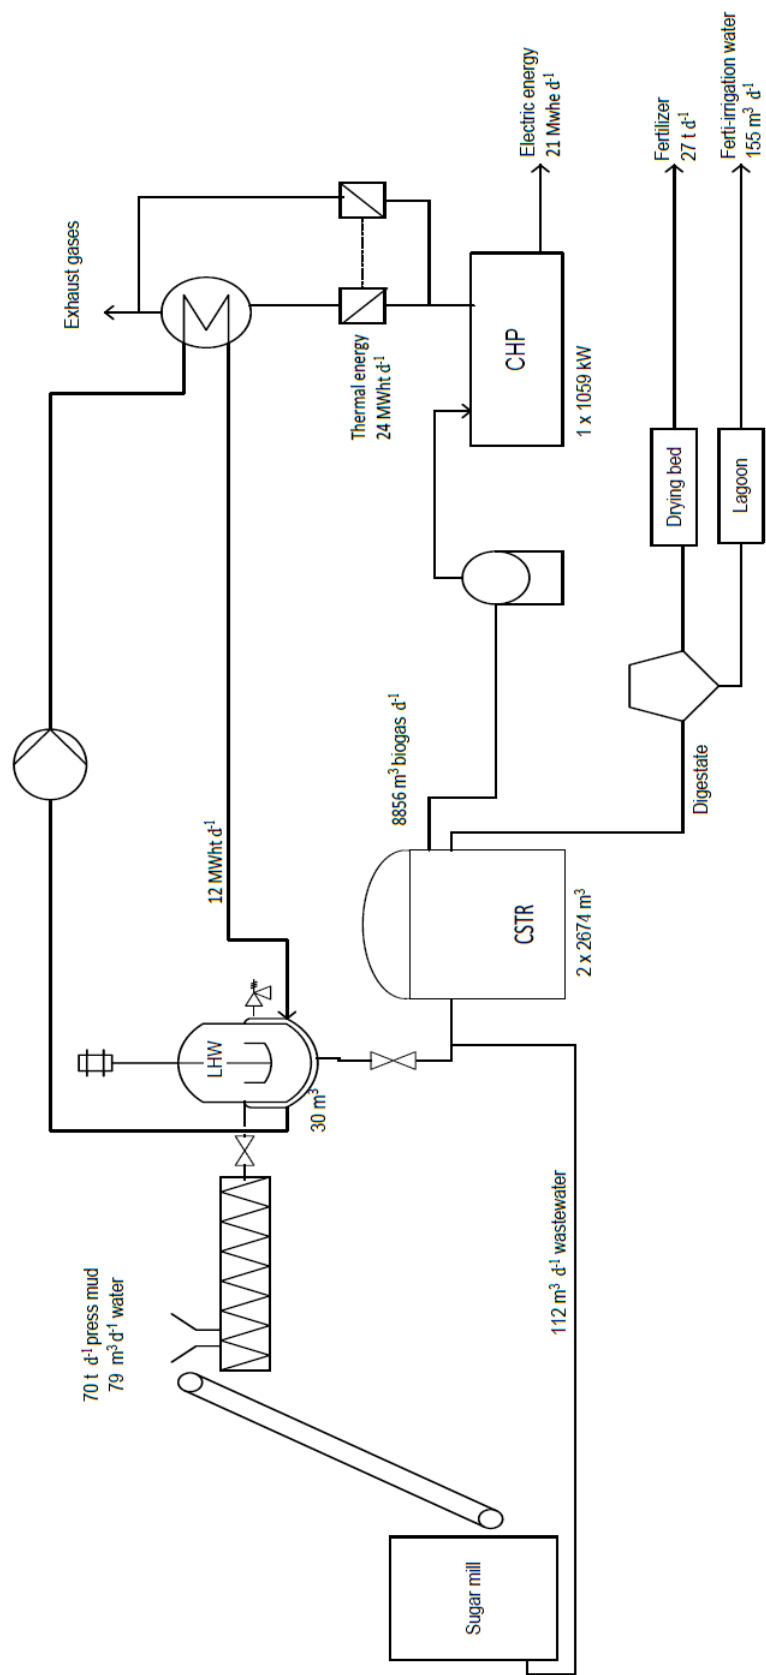 70 t d⁻¹ press mud
79 m³ d⁻¹ water
Sugar mill
112 m³ d⁻¹ wastewater
LHW
30 m³
12 MWht d⁻¹
CSTR
2 x 2674 m³
8856 m³ biogas d⁻¹
Digestate
Exhaust gases
Thermal energy
24 MWht d⁻¹
CHP
1 x 1059 kW
Electric energy
21 Mwhe d⁻¹
Drying bed
Lagoon
Fertilizer
27 t d⁻¹
Ferti-irrigation water
155 m³ d⁻¹